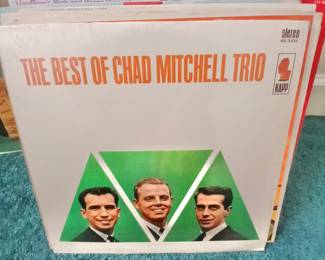 stereo
THE BEST OF CHAD MITCHELL TRIO
KAPP